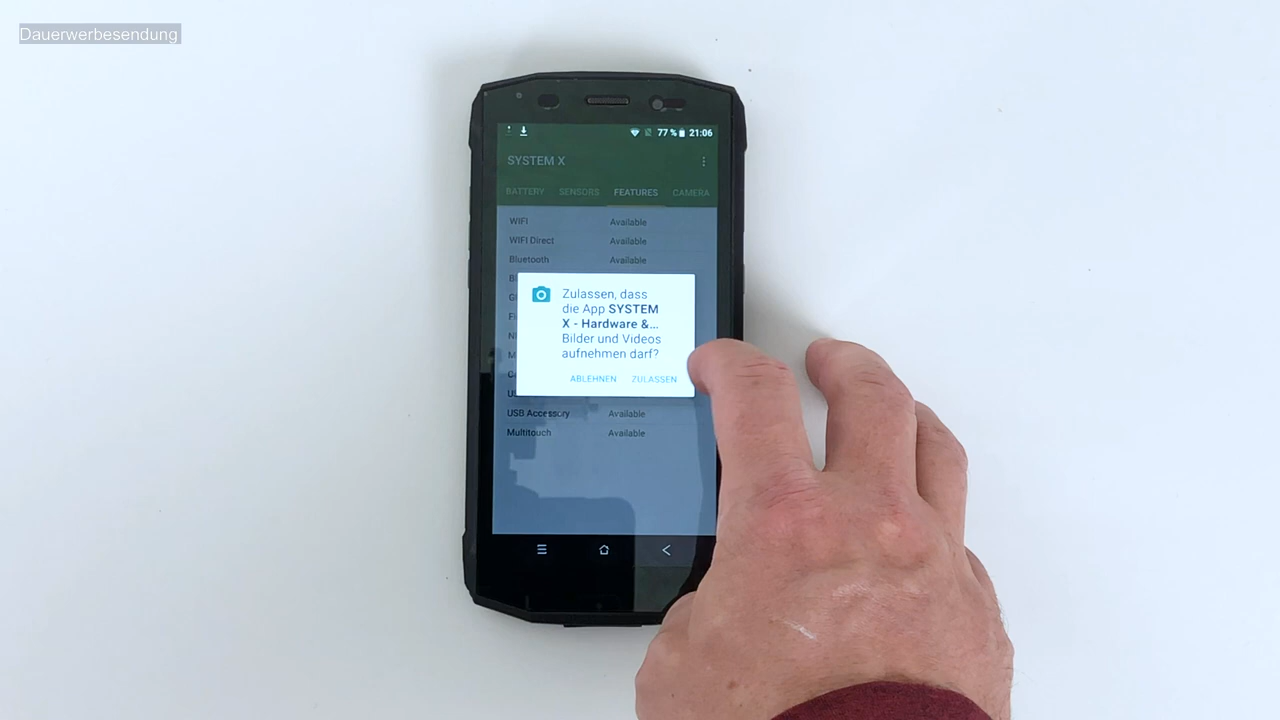 Dauerwerbesendung
77 % 21:06
SYSTEM X
BATTERY SENSORS FEATURES CAMERA
WIFI Available
WIFI Direct Available
Bluetooth Available
Zulassen, dass
die App SYSTEM
X - Hardware &...
Bilder und Videos
aufnehmen darf?
ABLEHNEN ZULASSEN
USB Accessory Available
Multitouch Available